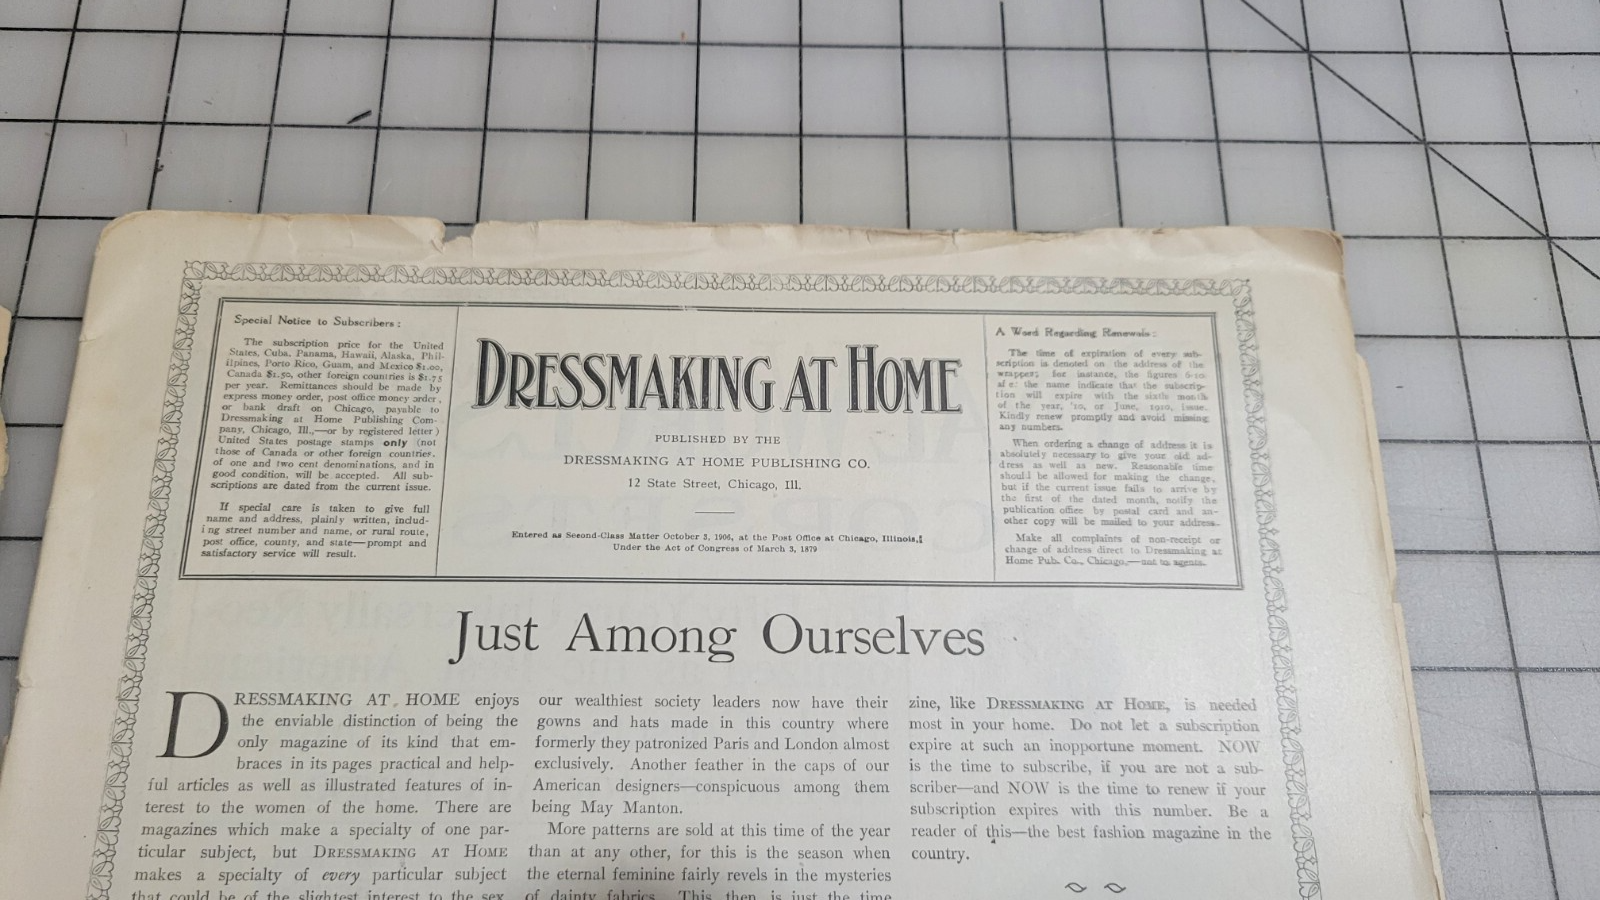 Special Notice to Subscribers:
The subscription price for the United
States, Cuba, Panama, Hawaii, Alaska, Phil-
ilpines, Porto Rico, Guam, and Mexico $1.00,
Canada $1.50, other foreign countries is $1.75
per year. Remittances should be made by
express money order, post office money order,
or bank draft on Chicago, payable to
Dressmaking at Home Publishing Com-
pany, Chicago, Ill.,—or by registered letter)
United States postage stamps only (not
those of Canada or other foreign countries,
of one and two cent denominations, and in
good condition, will be accepted. All sub-
scriptions are dated from the current issue.
If special care is taken to give full
name and address, plainly written, includ-
ing street number and name, or rural route,
post office, county, and state—prompt and
satisfactory service will result.
DRESSMAKING AT HOME
PUBLISHED BY THE
DRESSMAKING AT HOME PUBLISHING CO.
12 State Street, Chicago, Ill.
Entered as Second-Class Matter October 3, 1906, at the Post Office at Chicago, Illinois,
Under the Act of Congress of March 3, 1879
A Word Regarding Renewals:
The time of expiration of every sub-
scription is denoted on the address of the
wrapper; for instance, the figures 6-10
the name indicate that the subscrip-
tion will expire with the sixth month
of the year, '10, or June, 1910, issue.
Kindly renew promptly and avoid missing
any numbers.
When ordering a change of address it is
absolutely necessary to give your old ad-
dress as well as new. Reasonable time
should be allowed for making the change,
but if the current issue fails to arrive by
the first of the dated month, notify the
publication office by postal card and an-
other copy will be mailed to your address.
Make all complaints of non-receipt or
change of address direct to Dressmaking at
Home Pub. Co., Chicago,—not to agents.
Just Among Ourselves
DRESSMAKING AT HOME enjoys
the enviable distinction of being the
only magazine of its kind that em-
braces in its pages practical and help-
ful articles as well as illustrated features of in-
terest to the women of the home. There are
magazines which make a specialty of one par-
ticular subject, but DRESSMAKING AT HOME
makes a specialty of every particular subject
that could be of the slightest interest to the sex
our wealthiest society leaders now have their
gowns and hats made in this country where
formerly they patronized Paris and London almost
exclusively. Another feather in the caps of our
American designers—conspicuous among them
being May Manton.
More patterns are sold at this time of the year
than at any other, for this is the season when
the eternal feminine fairly revels in the mysteries
of dainty fabrics. This then is just the time
zine, like DRESSMAKING AT HOME, is needed
most in your home. Do not let a subscription
expire at such an inopportune moment. NOW
is the time to subscribe, if you are not a sub-
scriber—and NOW is the time to renew if your
subscription expires with this number. Be a
reader of this—the best fashion magazine in the
country.